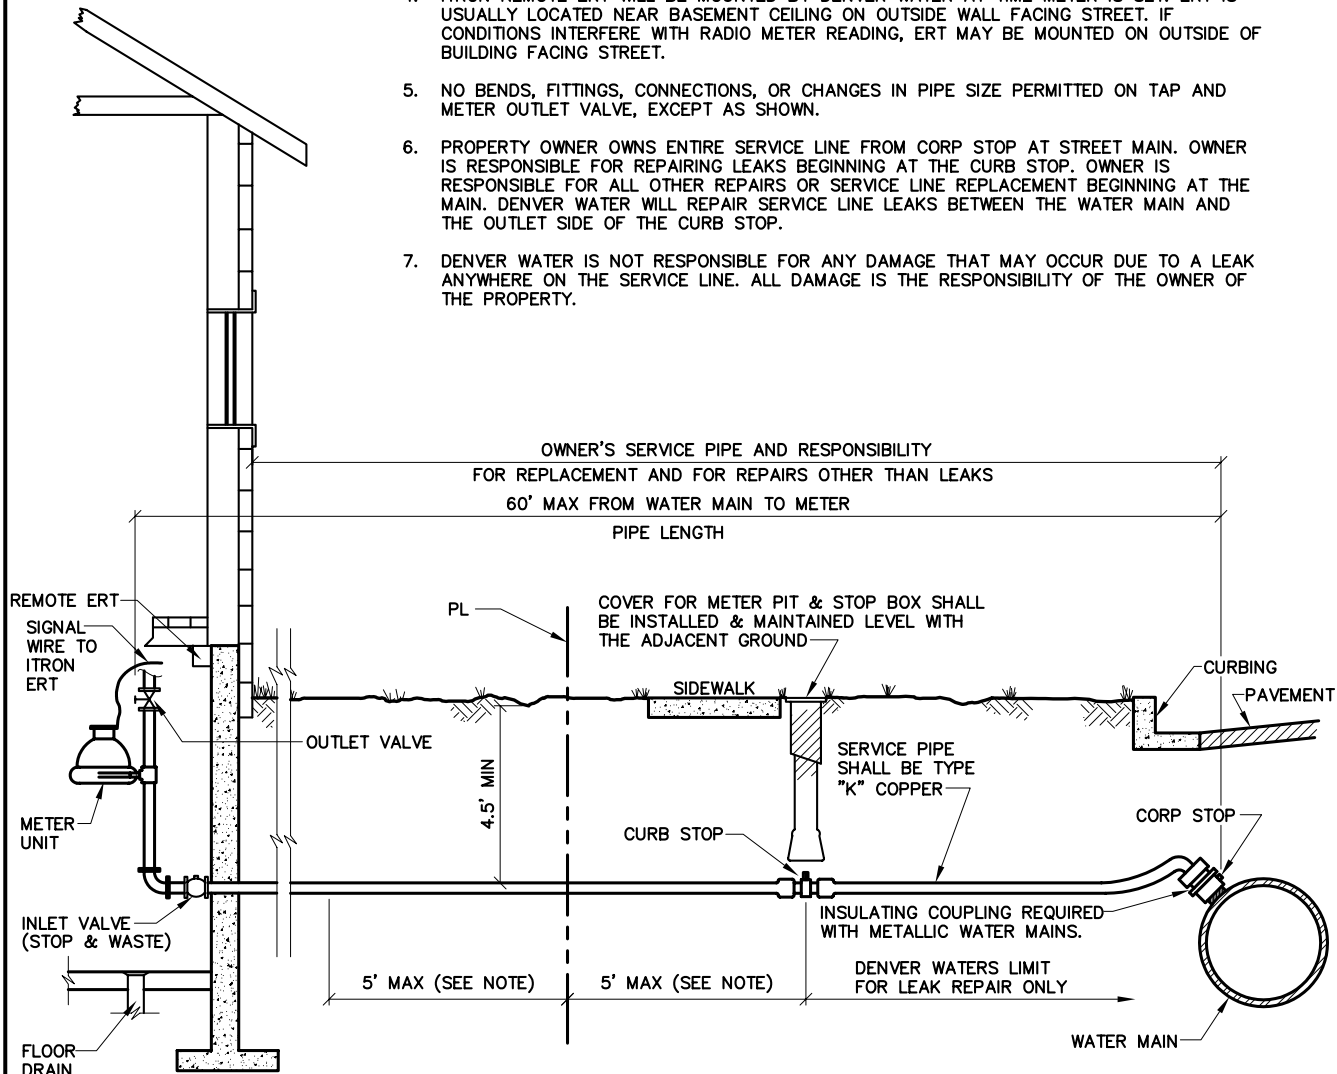 USUALLY LOCATED NEAR BASEMENT CEILING ON OUTSIDE WALL FACING STREET. IF
CONDITIONS INTERFERE WITH RADIO METER READING, ERT MAY BE MOUNTED ON OUTSIDE OF
BUILDING FACING STREET.
5. NO BENDS, FITTINGS, CONNECTIONS, OR CHANGES IN PIPE SIZE PERMITTED ON TAP AND
METER OUTLET VALVE, EXCEPT AS SHOWN.
6. PROPERTY OWNER OWNS ENTIRE SERVICE LINE FROM CORP STOP AT STREET MAIN. OWNER
IS RESPONSIBLE FOR REPAIRING LEAKS BEGINNING AT THE CURB STOP. OWNER IS
RESPONSIBLE FOR ALL OTHER REPAIRS OR SERVICE LINE REPLACEMENT BEGINNING AT THE
MAIN. DENVER WATER WILL REPAIR SERVICE LINE LEAKS BETWEEN THE WATER MAIN AND
THE OUTLET SIDE OF THE CURB STOP.
7. DENVER WATER IS NOT RESPONSIBLE FOR ANY DAMAGE THAT MAY OCCUR DUE TO A LEAK
ANYWHERE ON THE SERVICE LINE. ALL DAMAGE IS THE RESPONSIBILITY OF THE OWNER OF
THE PROPERTY.
OWNER'S SERVICE PIPE AND RESPONSIBILITY
FOR REPLACEMENT AND FOR REPAIRS OTHER THAN LEAKS
60' MAX FROM WATER MAIN TO METER
PIPE LENGTH
REMOTE ERT
SIGNAL
WIRE TO
ITRON
ERT
PL
COVER FOR METER PIT & STOP BOX SHALL
BE INSTALLED & MAINTAINED LEVEL WITH
THE ADJACENT GROUND
SIDEWALK
CURBING
PAVEMENT
OUTLET VALVE
4.5' MIN
SERVICE PIPE
SHALL BE TYPE
"K" COPPER
METER
UNIT
CURB STOP
CORP STOP
INLET VALVE
(STOP & WASTE)
INSULATING COUPLING REQUIRED
WITH METALLIC WATER MAINS.
5' MAX (SEE NOTE)
5' MAX (SEE NOTE)
DENVER WATERS LIMIT
FOR LEAK REPAIR ONLY
WATER MAIN
FLOOR
DRAIN